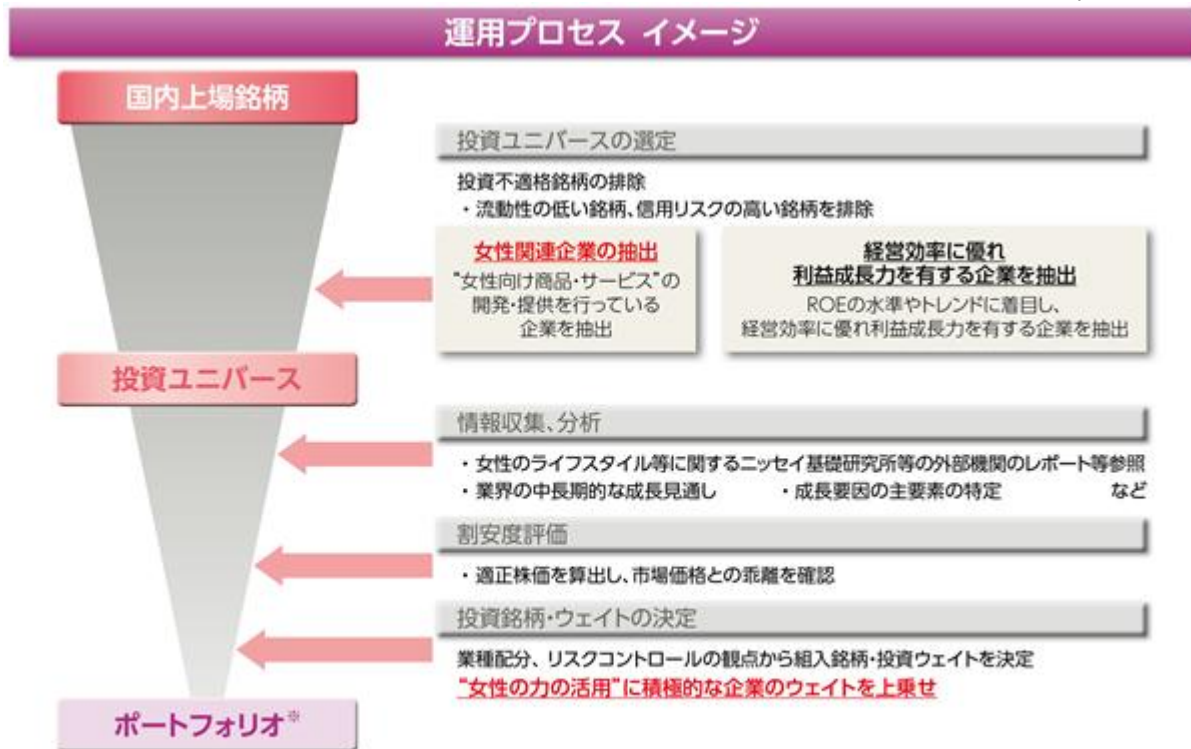 運用プロセス イメージ
国内上場銘柄
投資ユニバースの選定
投資不適格銘柄の排除
・流動性の低い銘柄、信用リスクの高い銘柄を排除
女性関連企業の抽出
"女性向け商品・サービス"の
開発・提供を行っている
企業を抽出
経営効率に優れ
利益成長力を有する企業を抽出
ROEの水準やトレンドに着目し、
経営効率に優れ利益成長力を有する企業を抽出
投資ユニバース
情報収集、分析
・女性のライフスタイル等に関するニッセイ基礎研究所等の外部機関のレポート等参照
・業界の中長期的な成長見通し ・成長要因の主要素の特定 など
割安度評価
・適正株価を算出し、市場価格との乖離を確認
投資銘柄・ウェイトの決定
業種配分、リスクコントロールの観点から組入銘柄・投資ウェイトを決定
"女性の力の活用"に積極的な企業のウェイトを上乗せ
ポートフォリオ※